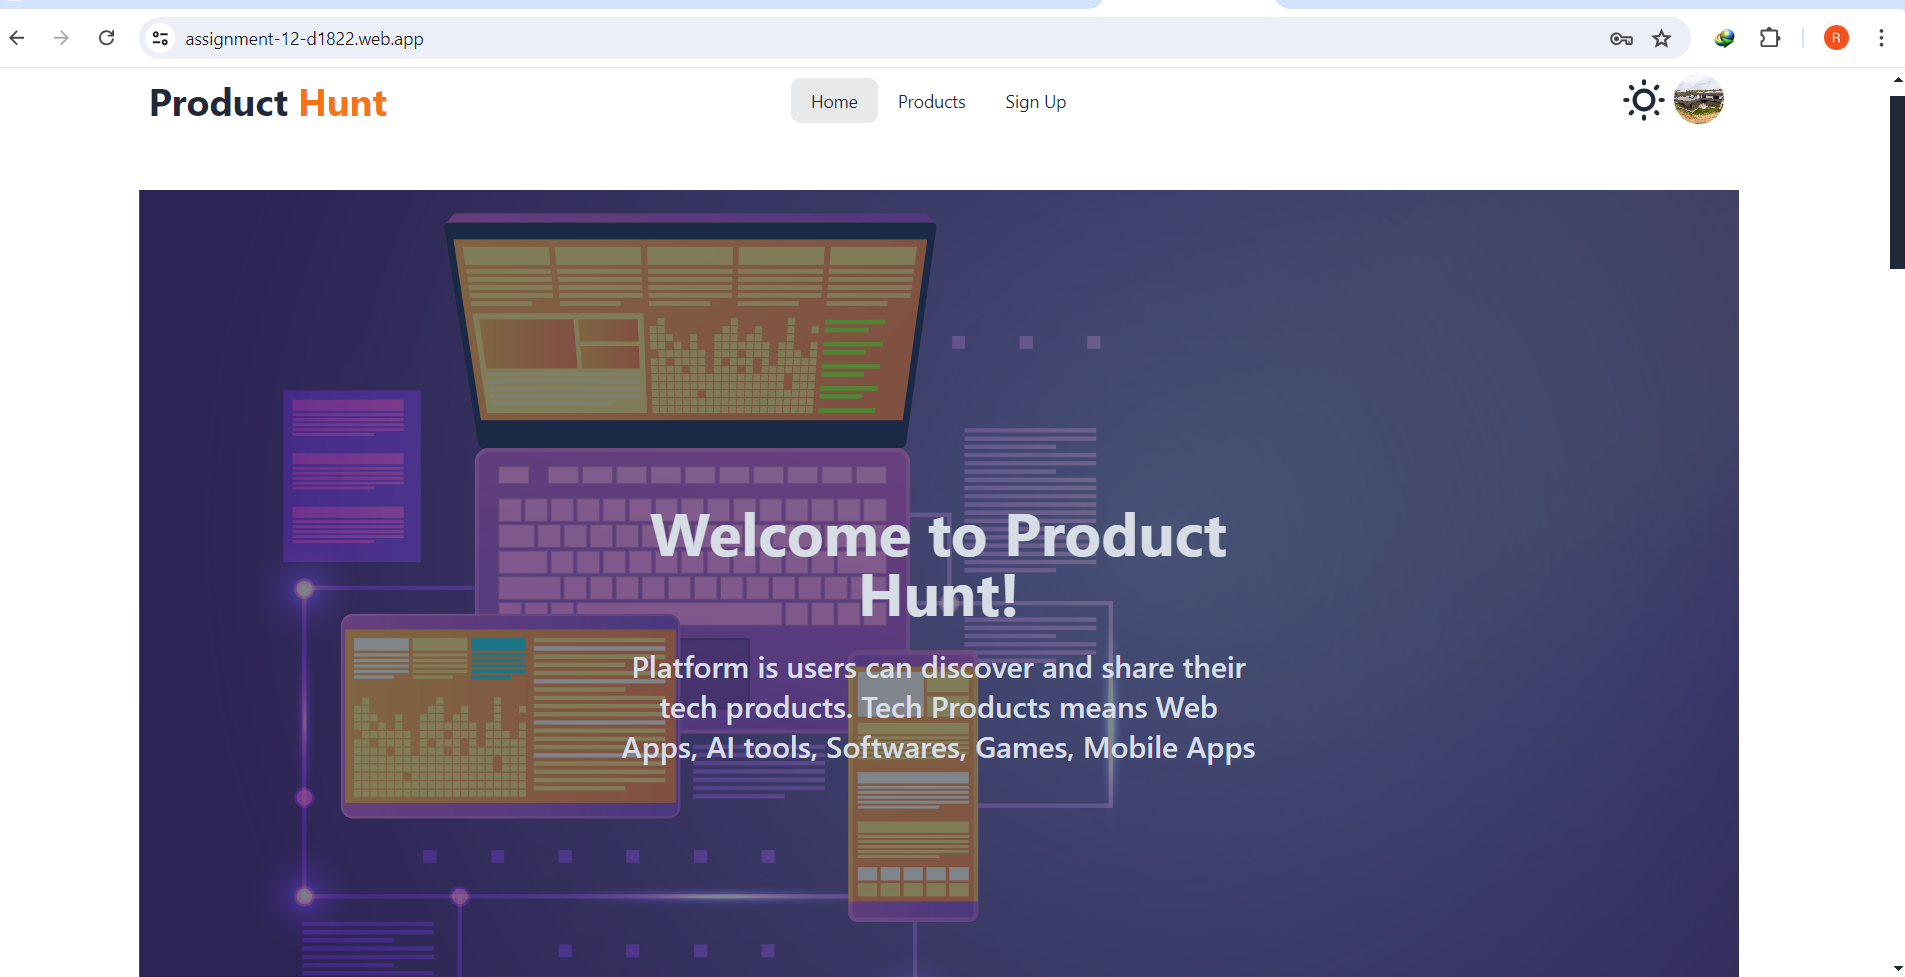 assignment-12-d1822.web.app
R
Product Hunt
Home
Products
Sign Up
Welcome to Product
Hunt!
Platform is users can discover and share their
tech products. Tech Products means Web
Apps, AI tools, Softwares, Games, Mobile Apps